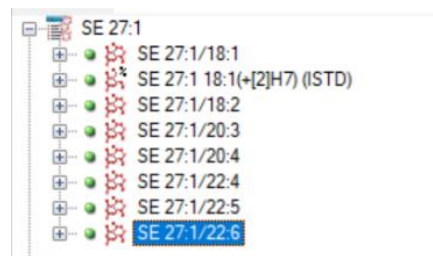 SE 27:1
SE 27:1/18:1
SE 27:1 18:1(+[2]H7) (ISTD)
SE 27:1/18:2
SE 27:1/20:3
SE 27:1/20:4
SE 27:1/22:4
SE 27:1/22:5
SE 27:1/22:6